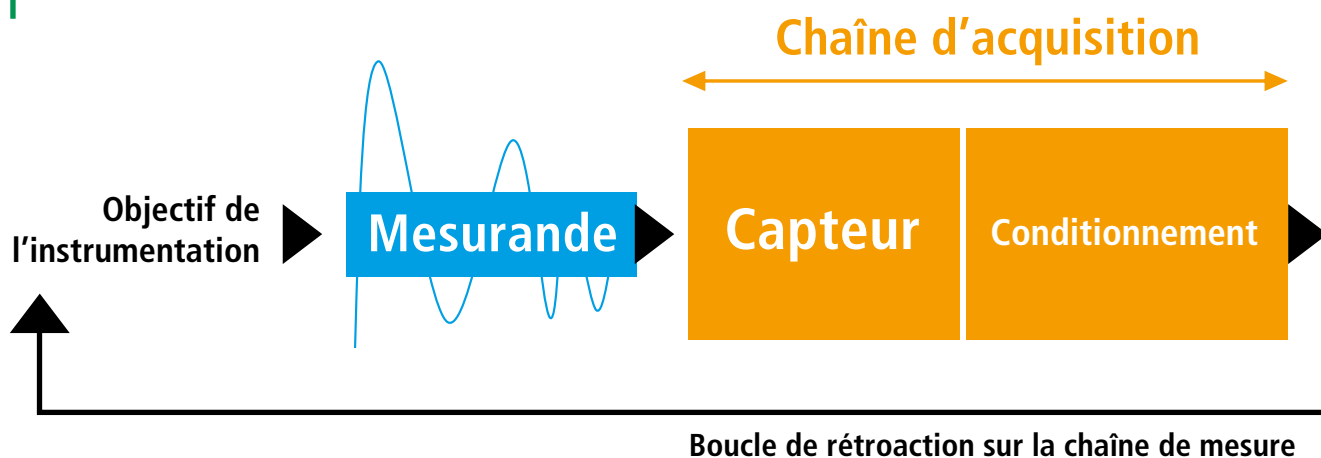 Chaîne d’acquisition
Objectif de
l’instrumentation
Mesurande
Capteur
Conditionnement
Boucle de rétroaction sur la chaîne de mesure